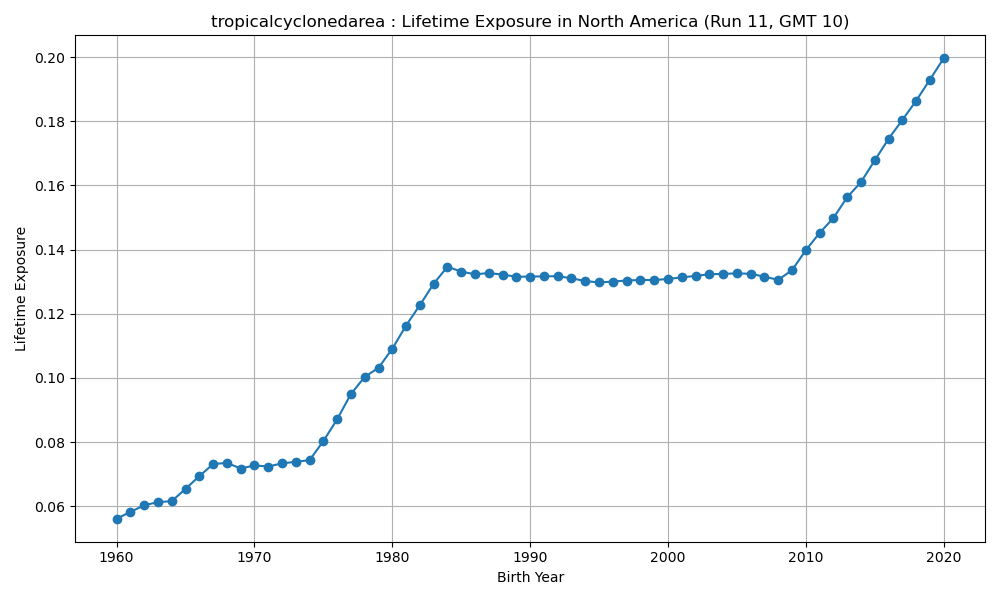 tropicalcyclonedarea : Lifetime Exposure in North America (Run 11, GMT 10)
Lifetime Exposure
0.20
0.18
0.16
0.14
0.12
0.10
0.08
0.06
1960 1970 1980 1990 2000 2010 2020
Birth Year